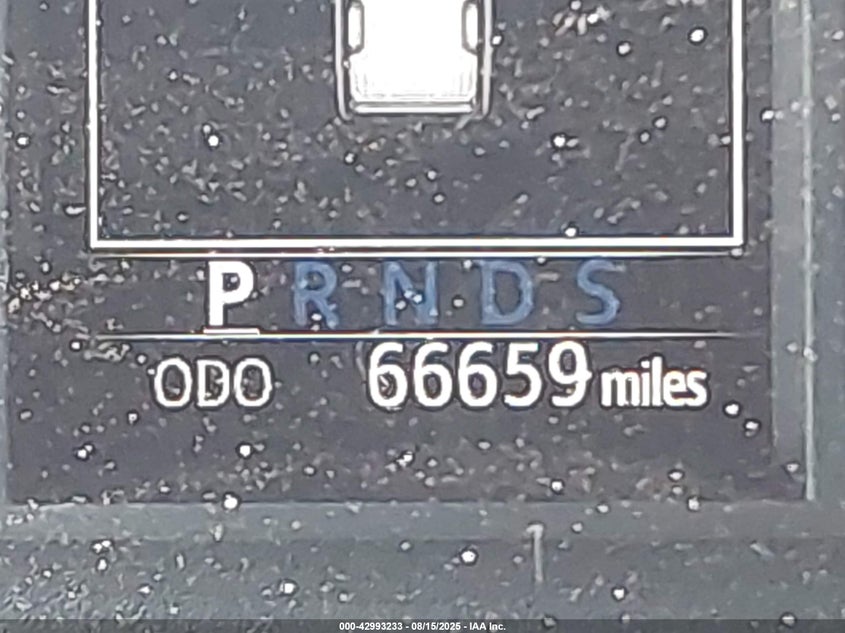 P R N D S
ODO 66659 miles
000-42993233 - 08/15/2025 - IAA Inc.